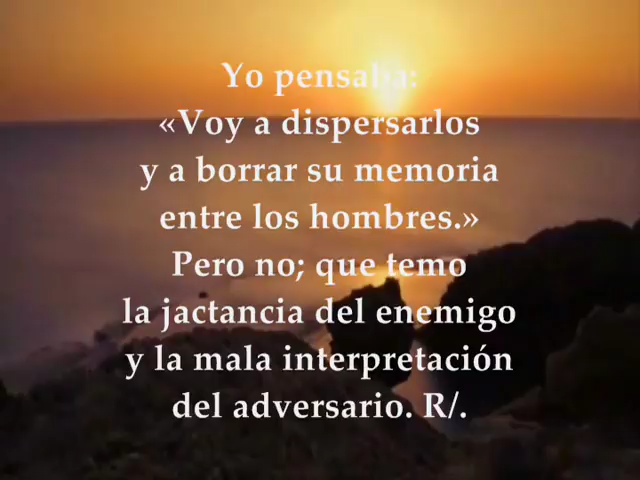 Yo pensaba:
«Voy a dispersarlos
y a borrar su memoria
entre los hombres.»
Pero no; que temo
la jactancia del enemigo
y la mala interpretación
del adversario. R/.